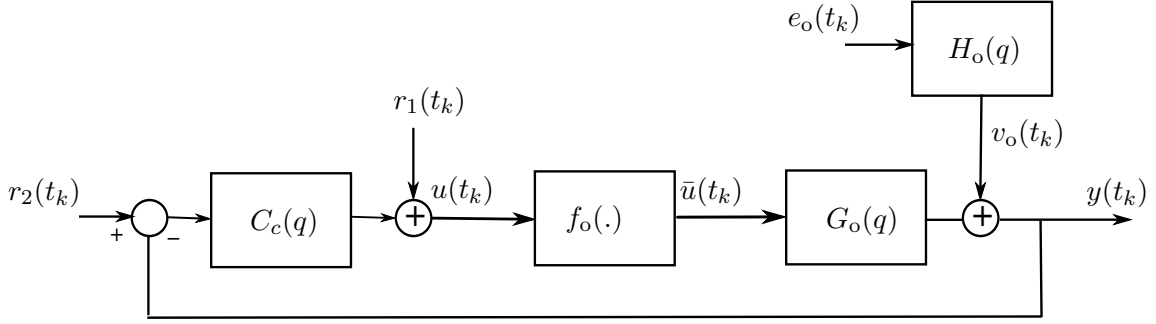 e_o(t_k)
H_o(q)
r_1(t_k)
v_o(t_k)
r_2(t_k)
+
−
C_c(q)
+
u(t_k)
f_o(.)
ū(t_k)
G_o(q)
+
y(t_k)